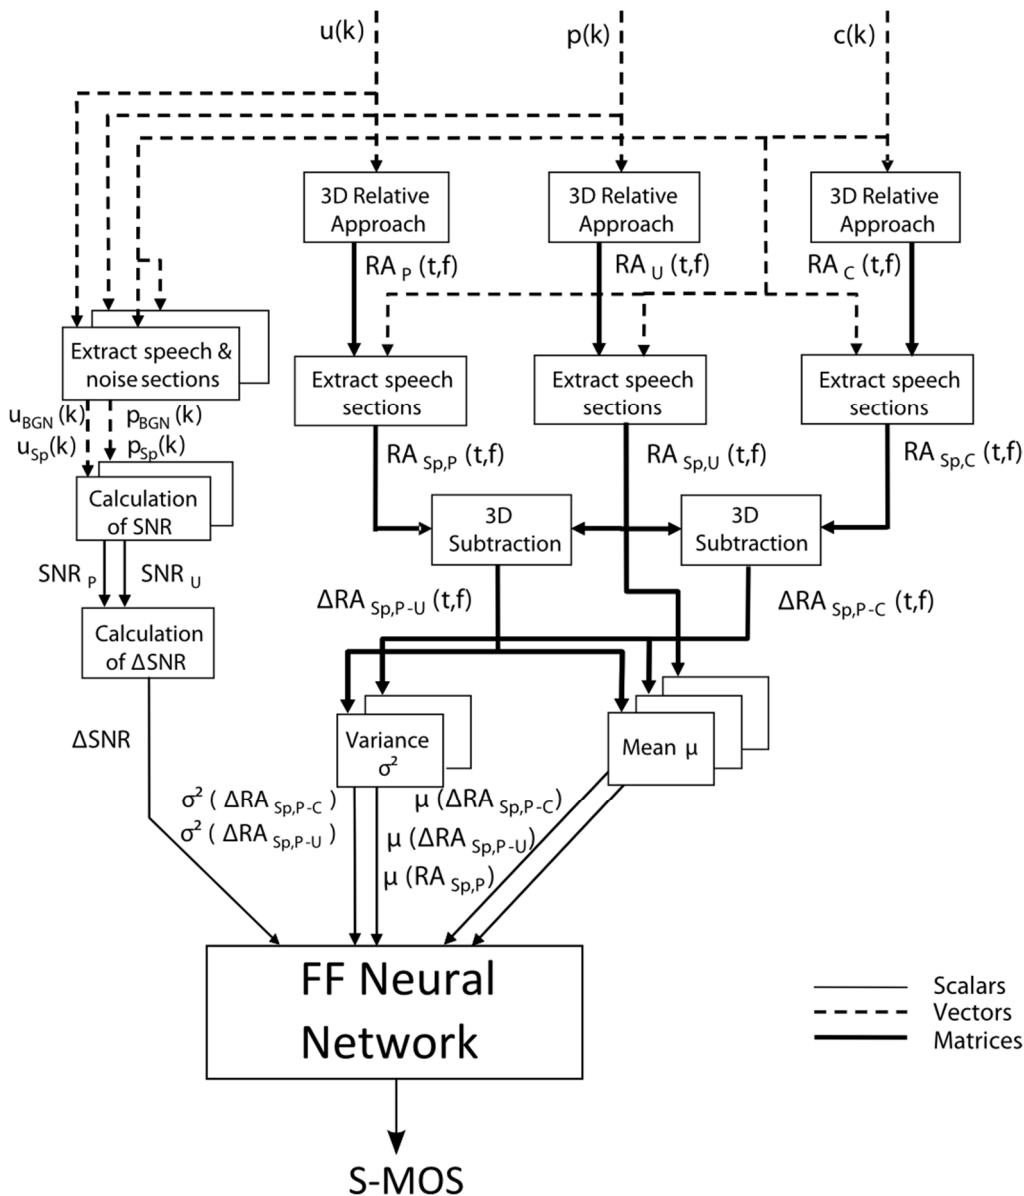 u(k)
p(k)
c(k)
3D Relative
Approach
3D Relative
Approach
3D Relative
Approach
RA P (t,f)
RA U (t,f)
RA C (t,f)
Extract speech &
noise sections
Extract speech
sections
Extract speech
sections
Extract speech
sections
uBGN (k)
pBGN (k)
uSp(k)
pSp(k)
RA Sp,P (t,f)
RA Sp,U (t,f)
RA Sp,C (t,f)
Calculation
of SNR
3D
Subtraction
3D
Subtraction
SNR P
SNR U
ΔRA Sp,P-U (t,f)
ΔRA Sp,P-C (t,f)
Calculation
of ΔSNR
Variance
σ²
Mean μ
ΔSNR
σ² ( ΔRA Sp,P-C )
σ² ( ΔRA Sp,P-U )
μ (ΔRA Sp,P-C)
μ (ΔRA Sp,P-U)
μ (RA Sp,P)
FF Neural
Network
Scalars
Vectors
Matrices
S-MOS